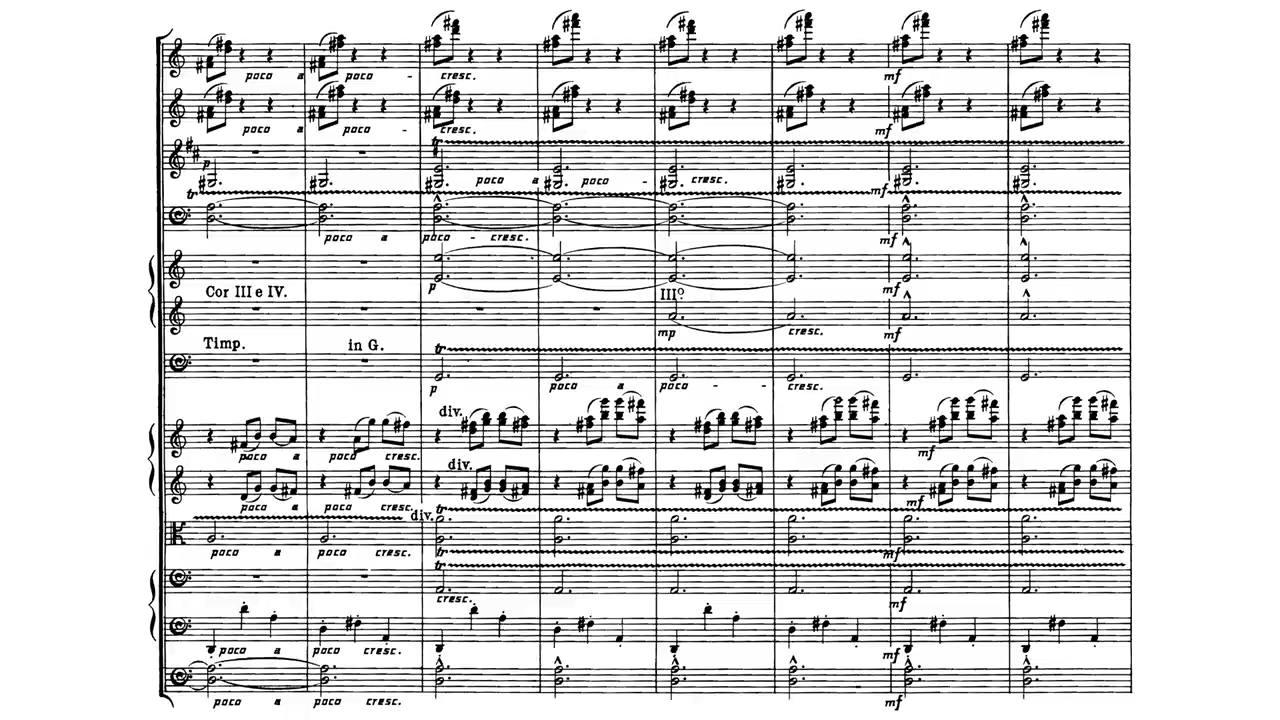 poco a poco - cresc. mf
poco a poco - cresc. mf
tr
p poco a poco - cresc. mf
tr
poco a poco - cresc. mf
p mf
Cor III e IV. IIIº.
mp cresc. mf
Timp. in G. tr
p poco a poco - - cresc.
div.
poco a poco cresc. mf
div.
poco a poco cresc. mf
div. tr
poco a poco cresc. tr mf
tr
cresc. mf
poco a poco cresc. mf
poco a poco cresc. mf